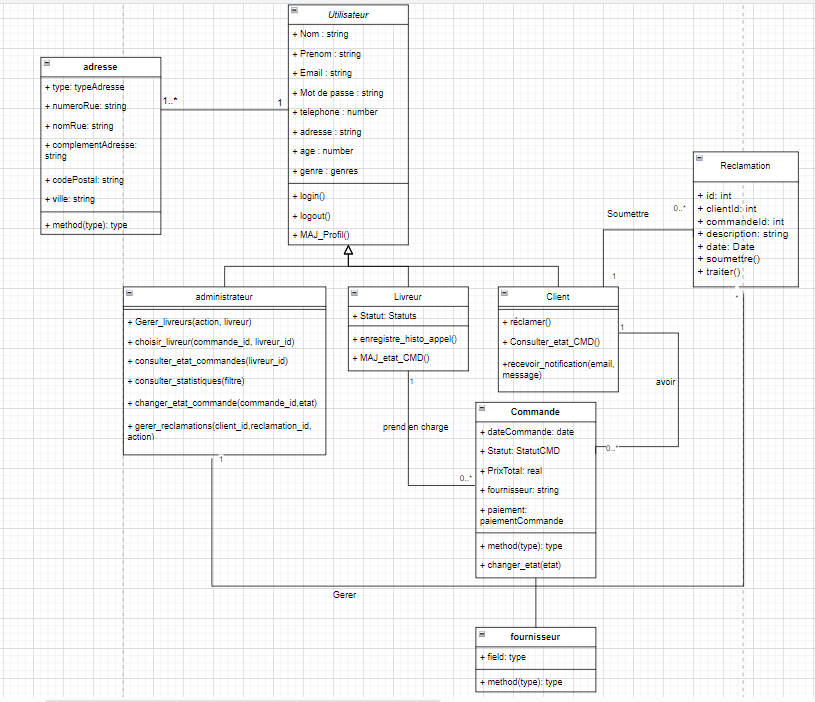 Utilisateur
+ Nom : string
+ Prenom : string
+ Email : string
+ Mot de passe : string
+ telephone : number
+ adresse : string
+ age : number
+ genre : genres
+ login()
+ logout()
+ MAJ_Profil()
adresse
+ type: typeAdresse
+ numeroRue: string
+ nomRue: string
+ complementAdresse:
string
+ codePostal: string
+ ville: string
+ method(type): type
1..*
1
Reclamation
+ id: int
+ clientId: int
+ commandeId: int
+ description: string
+ date: Date
+ soumettre()
+ traiter()
Soumettre
0..*
1
administrateur
+ Gerer_livreurs(action, livreur)
+ choisir_livreur(commande_id, livreur_id)
+ consulter_etat_commandes(livreur_id)
+ consulter_statistiques(filtre)
+ changer_etat_commande(commande_id,etat)
+ gerer_reclamations(client_id,reclamation_id,
action)
1
Livreur
+ Statut: Statuts
+ enregistre_histo_appel()
+ MAJ_etat_CMD()
1
Client
+ réclamer()
+ Consulter_etat_CMD()
+recevoir_notification(email,
message)
1
*
avoir
prend en charge
0..*
0..*
Commande
+ dateCommande: date
+ Statut: StatutCMD
+ PrixTotal: real
+ fournisseur: string
+ paiement:
paiementCommande
+ method(type): type
+ changer_etat(etat)
Gerer
fournisseur
+ field: type
+ method(type): type